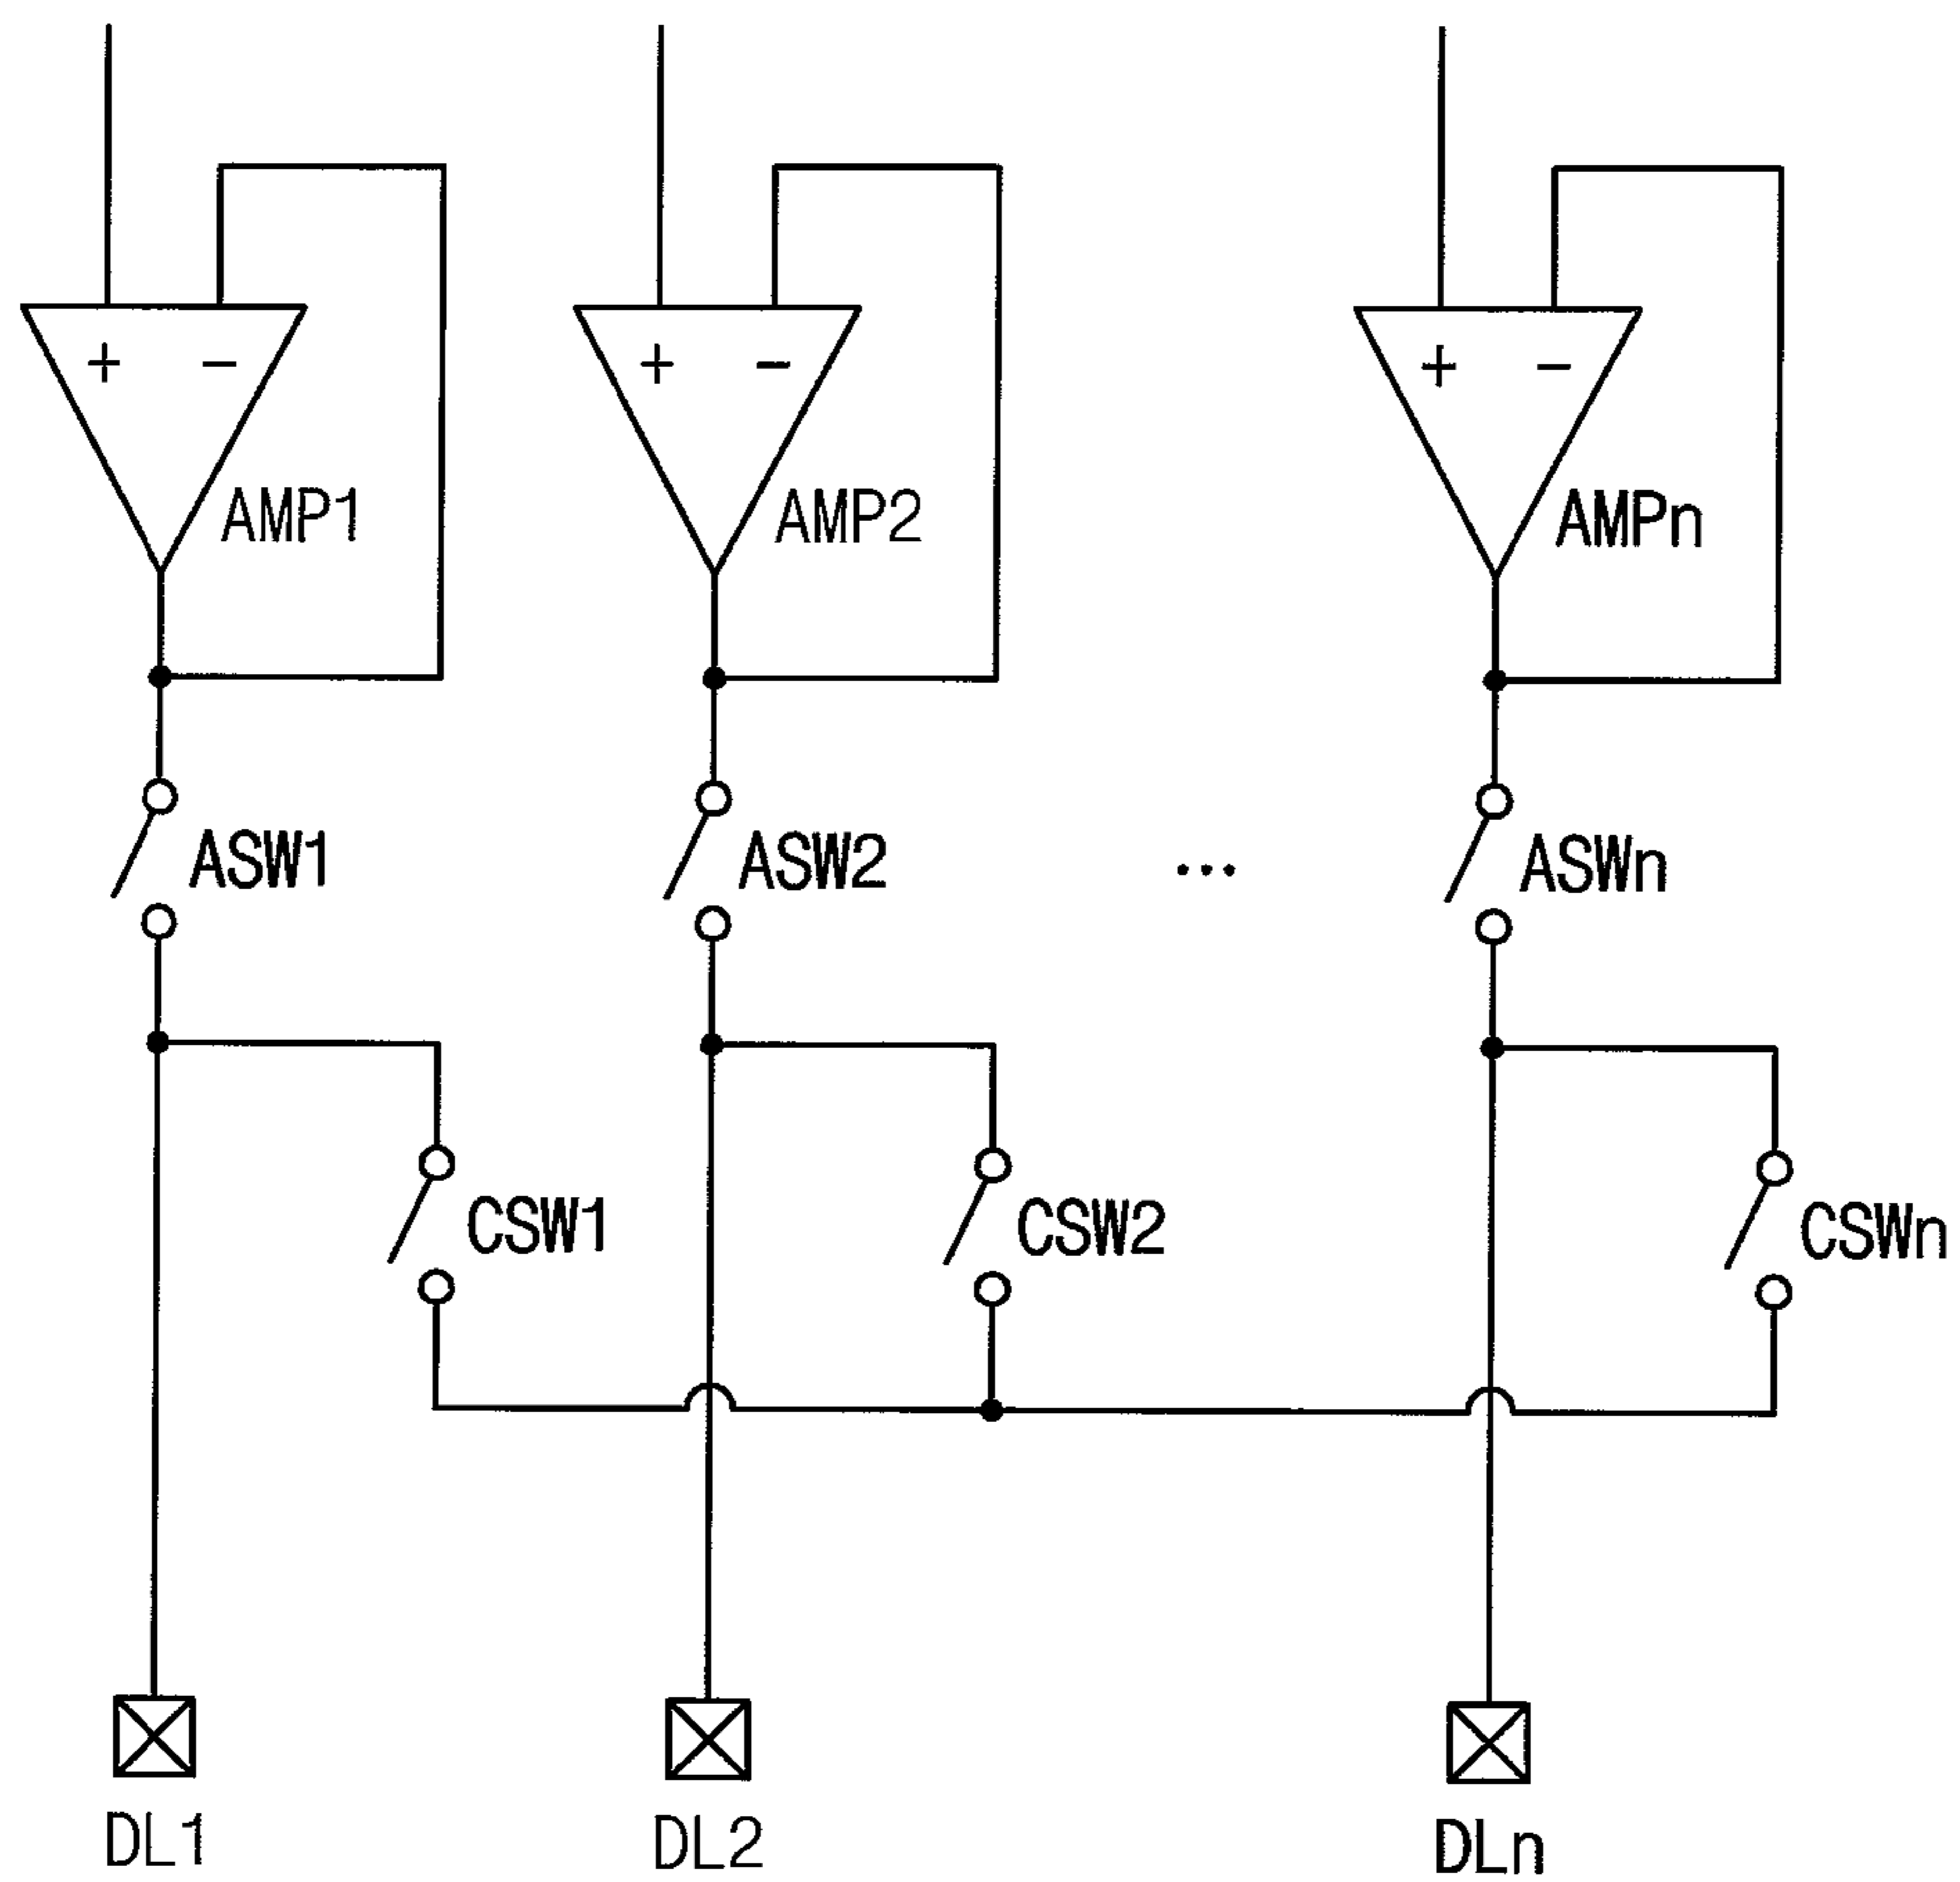 + − + − + −
AMP1 AMP2 AMPn
ASW1 ASW2 ... ASWn
CSW1 CSW2 CSWn
DL1 DL2 DLn